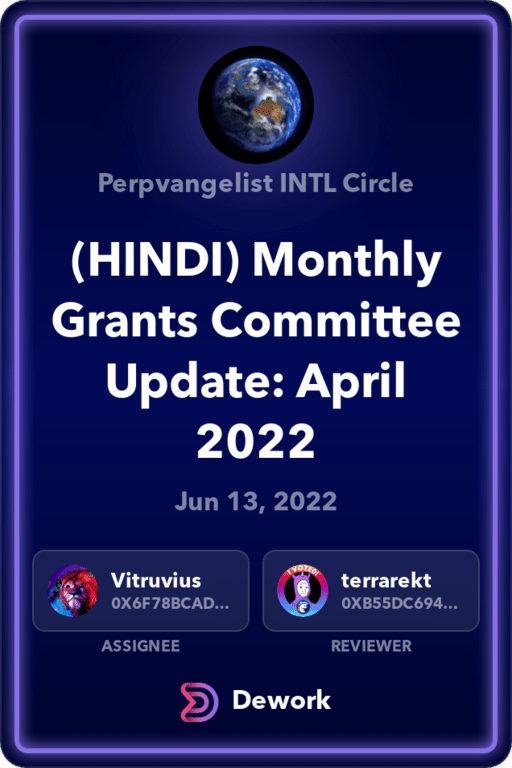 Perpvangelist INTL Circle
(HINDI) Monthly
Grants Committee
Update: April
2022
Jun 13, 2022
Vitruvius
0X6F78BCAD...
ASSIGNEE
I VOTED!
terrarekt
0XB55DC694...
REVIEWER
Dework